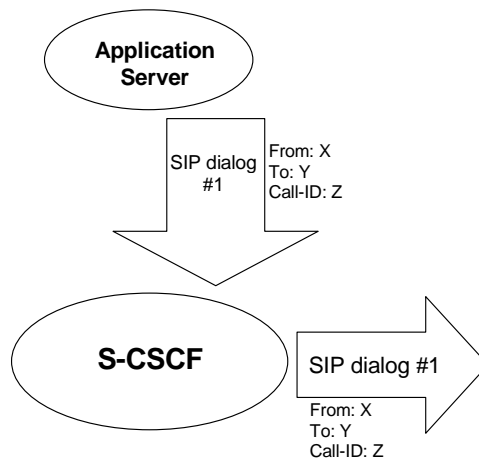 Application
Server
SIP dialog
#1
From: X
To: Y
Call-ID: Z
S-CSCF
SIP dialog #1
From: X
To: Y
Call-ID: Z